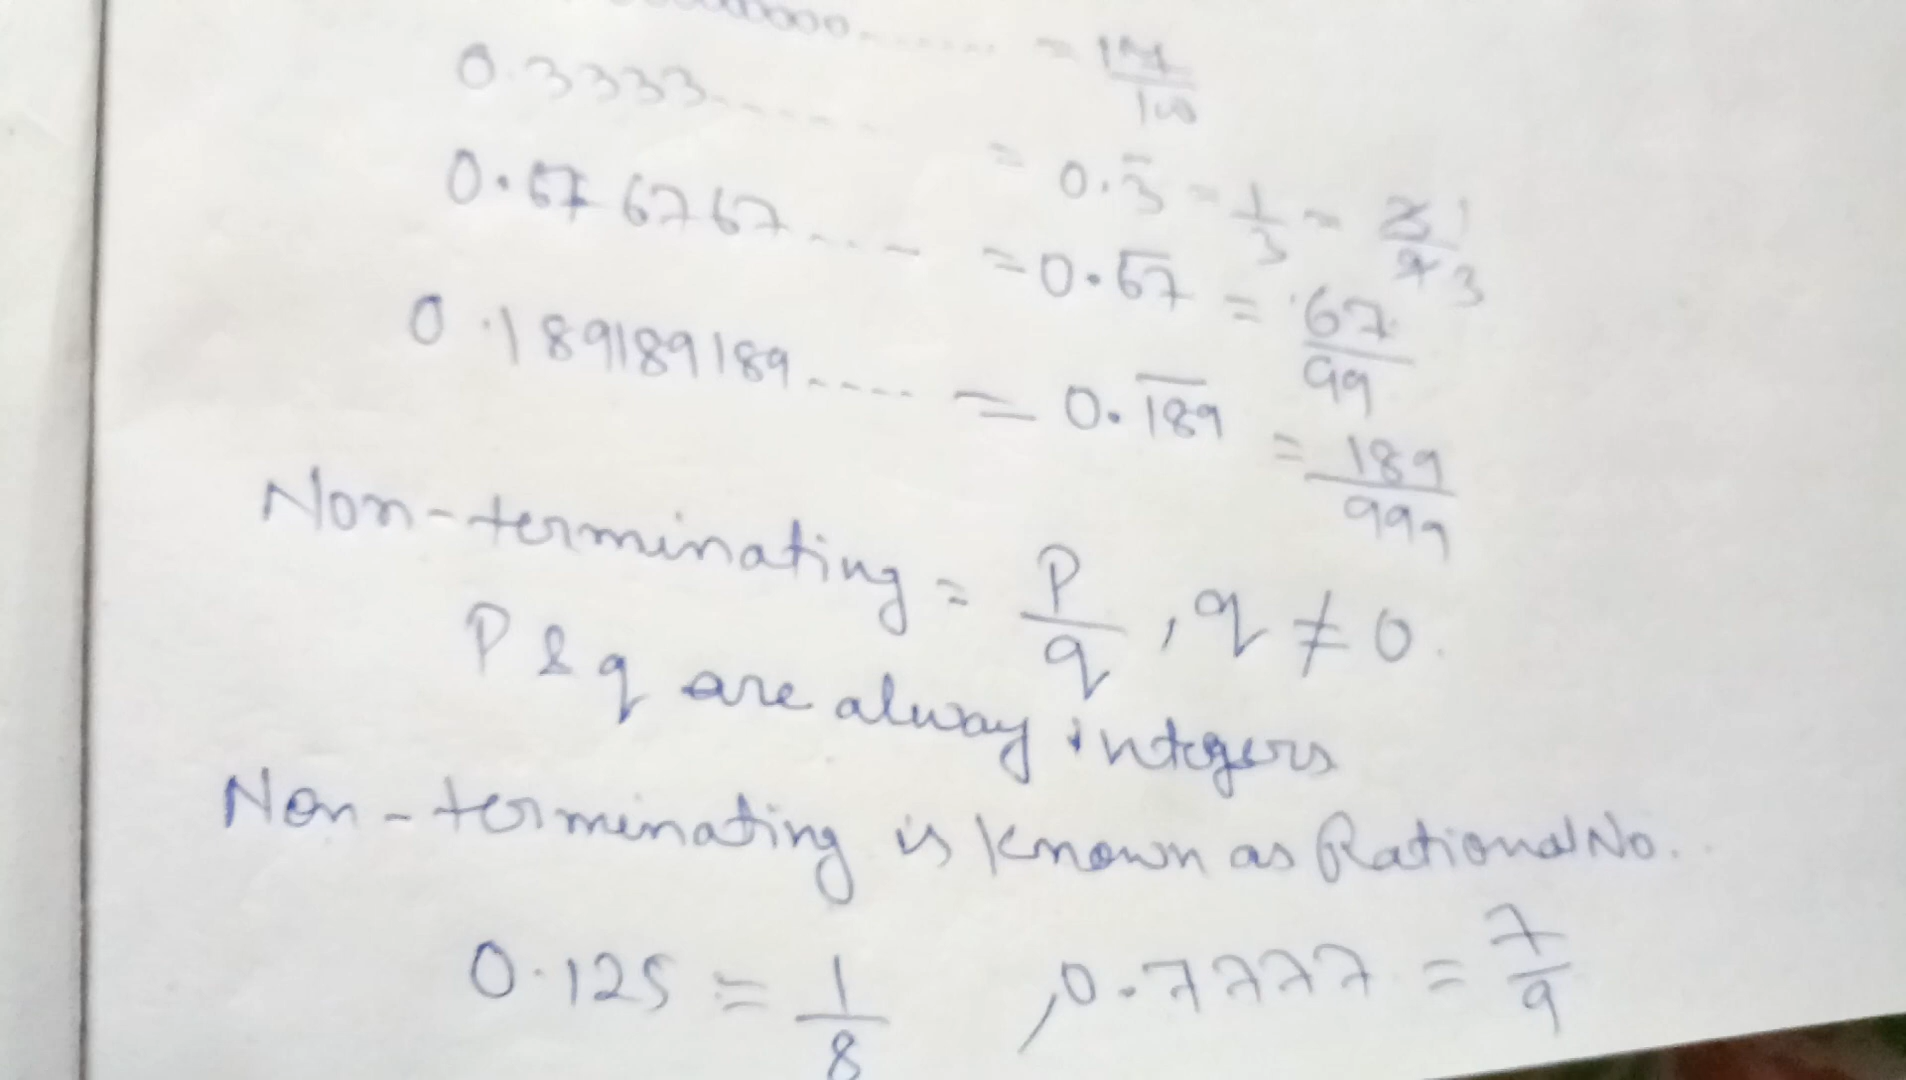 0.3333...... = 0.3̅ = 1/3 = 3/9 1 3
0.676767.... = 0.6̅7̅ = 67/99
0.189189189..... = 0.1̅8̅9̅ = 189/999
Non-terminating = P/q, q ≠ 0.
P & q are alway integers
Non-terminating is known as Rational No.
0.125 = 1/8 , 0.7777 = 7/9